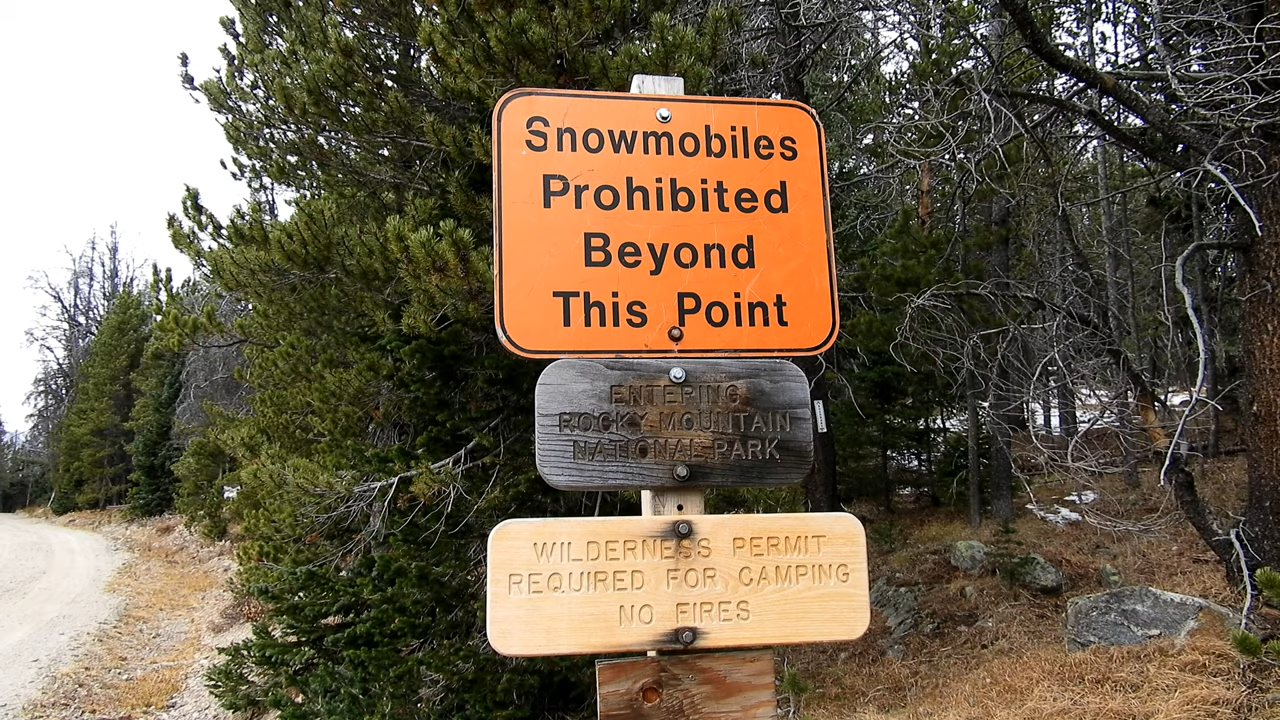 Snowmobiles
Prohibited
Beyond
This Point
ENTERING
ROCKY MOUNTAIN
NATIONAL PARK
WILDERNESS PERMIT
REQUIRED FOR CAMPING
NO FIRES